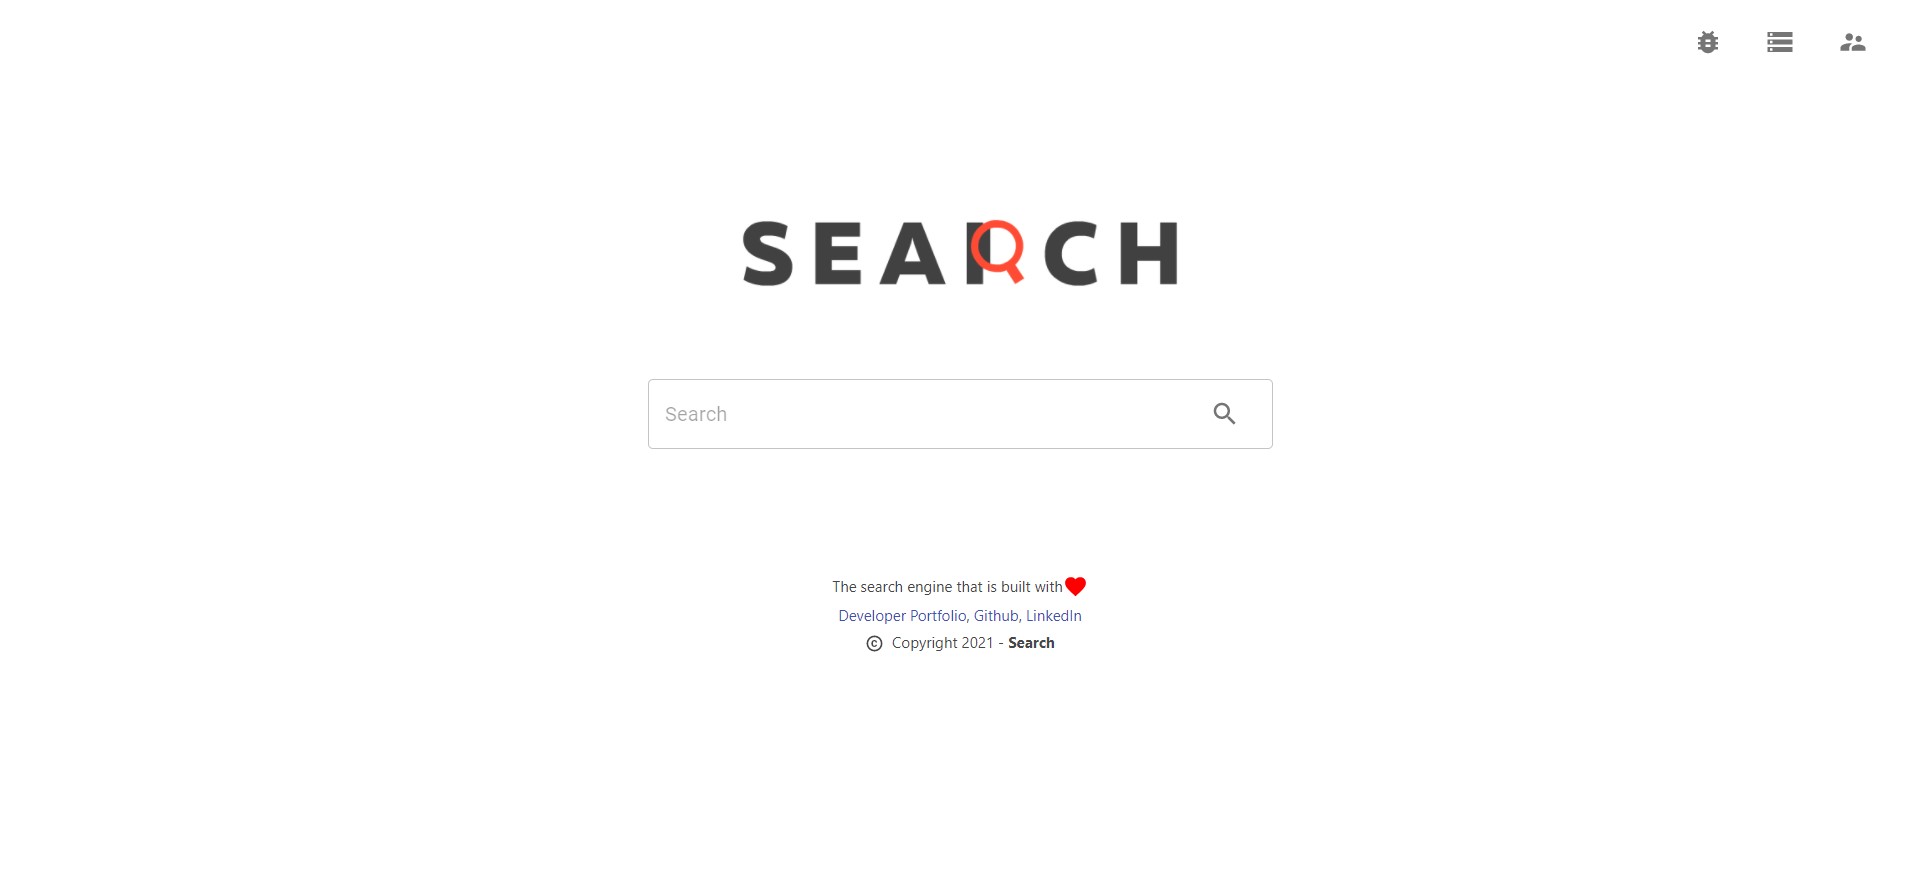 SEARCH
Search
The search engine that is built with
Developer Portfolio, Github, LinkedIn
© Copyright 2021 - Search